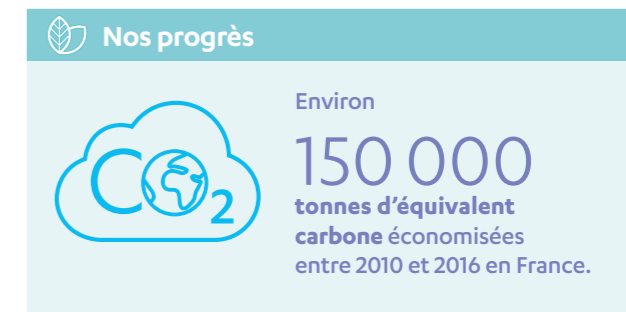 Nos progrès
CO2
Environ
150 000
tonnes d’équivalent
carbone économisées
entre 2010 et 2016 en France.